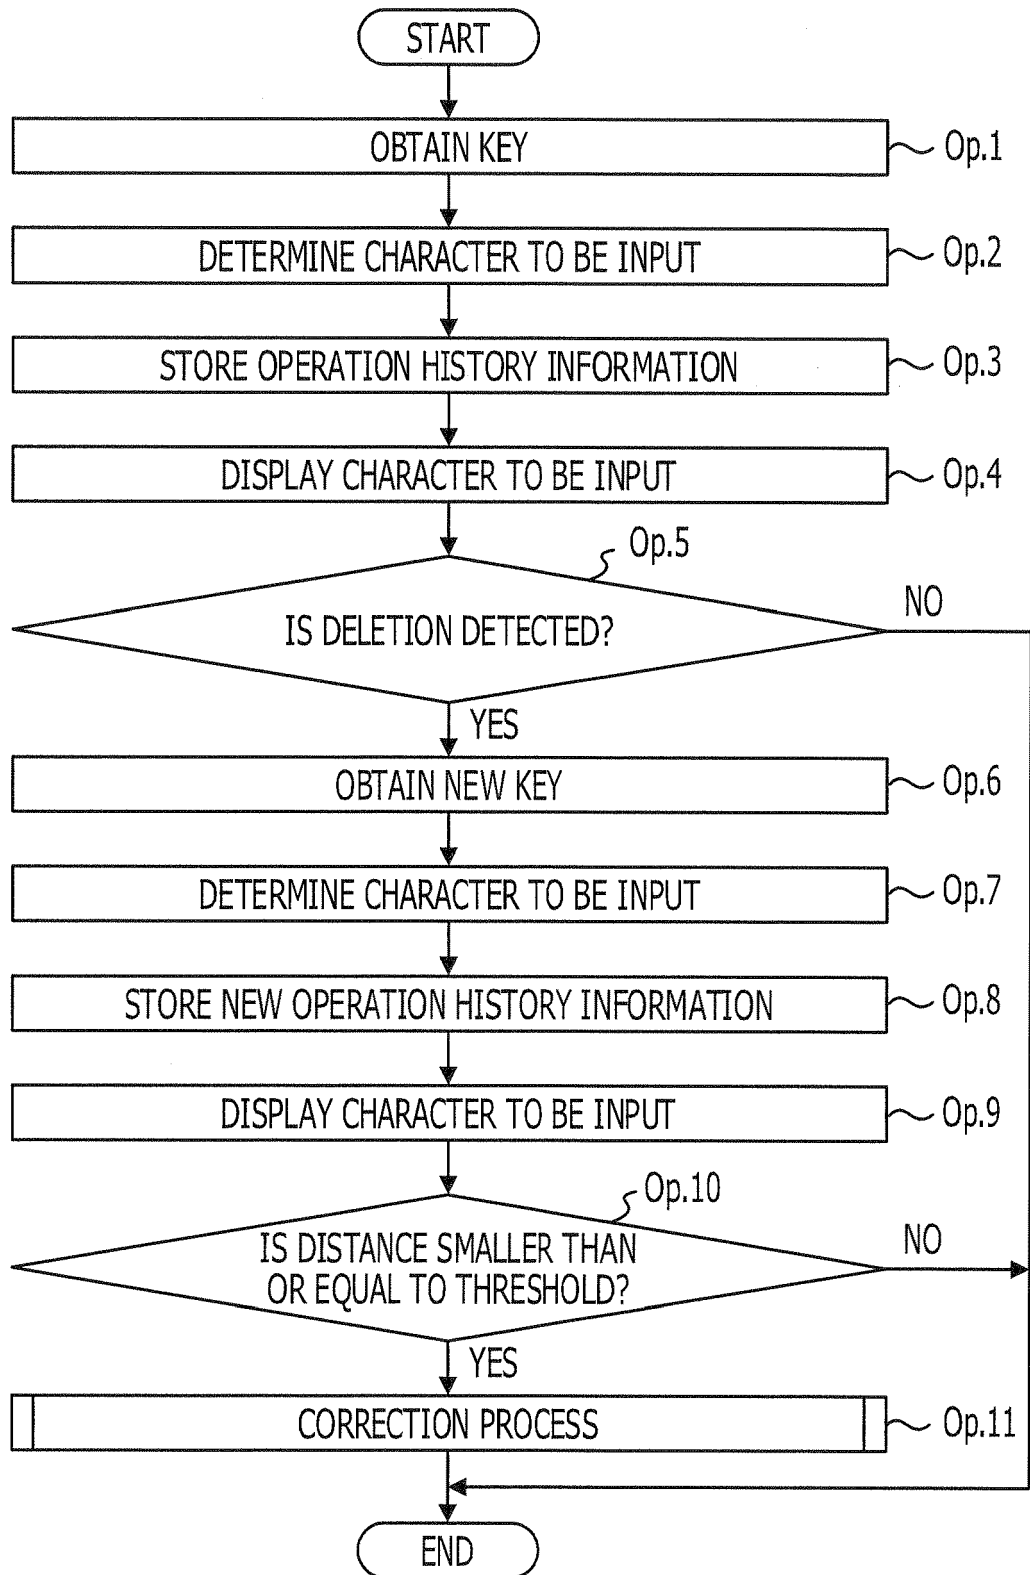 START
OBTAIN KEY
Op.1
DETERMINE CHARACTER TO BE INPUT
Op.2
STORE OPERATION HISTORY INFORMATION
Op.3
DISPLAY CHARACTER TO BE INPUT
Op.4
Op.5
IS DELETION DETECTED?
NO
YES
OBTAIN NEW KEY
Op.6
DETERMINE CHARACTER TO BE INPUT
Op.7
STORE NEW OPERATION HISTORY INFORMATION
Op.8
DISPLAY CHARACTER TO BE INPUT
Op.9
Op.10
IS DISTANCE SMALLER THAN
OR EQUAL TO THRESHOLD?
NO
YES
CORRECTION PROCESS
Op.11
END